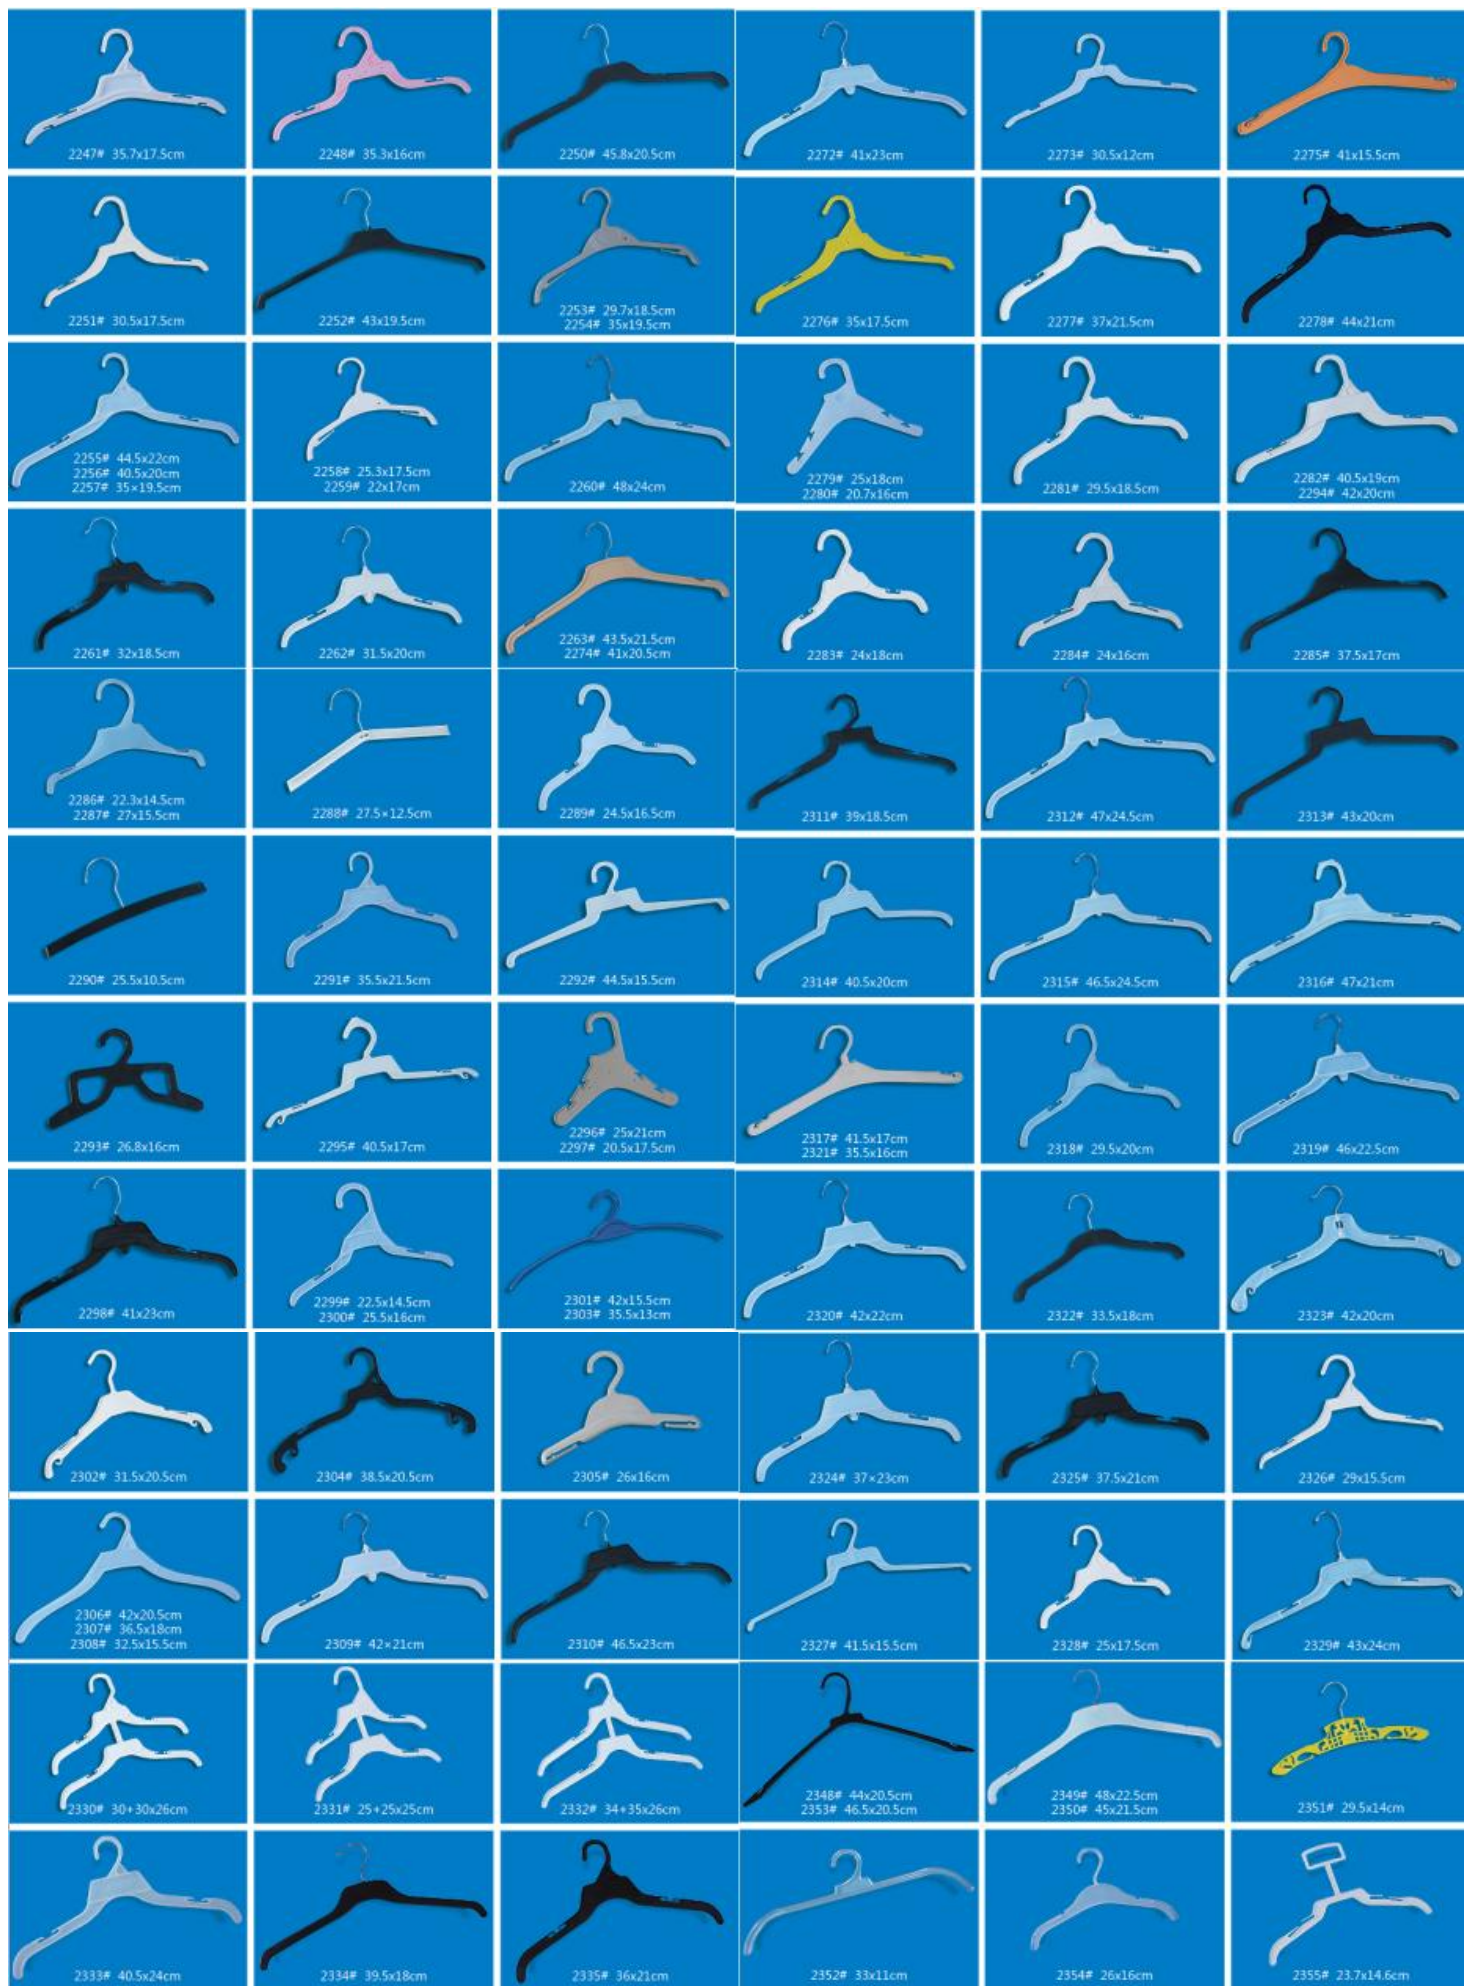 2247# 35.7x17.5cm
2248# 35.3x16cm
2250# 45.8x20.5cm
2272# 41x23cm
2273# 30.5x12cm
2275# 41x15.5cm
2251# 30.5x17.5cm
2252# 43x19.5cm
2253# 29.7x18.5cm
2254# 35x19.5cm
2276# 35x17.5cm
2277# 37x21.5cm
2278# 44x21cm
2255# 44.5x22cm
2256# 40.5x20cm
2257# 35×19.5cm
2258# 25.3x17.5cm
2259# 22x17cm
2260# 48x24cm
2279# 25x18cm
2280# 20.7x16cm
2281# 29.5x18.5cm
2282# 40.5x19cm
2294# 42x20cm
2261# 32x18.5cm
2262# 31.5x20cm
2263# 43.5x21.5cm
2274# 41x20.5cm
2283# 24x18cm
2284# 24x16cm
2285# 37.5x17cm
2286# 22.3x14.5cm
2287# 27x15.5cm
2288# 27.5×12.5cm
2289# 24.5x16.5cm
2311# 39x18.5cm
2312# 47x24.5cm
2313# 43x20cm
2290# 25.5x10.5cm
2291# 35.5x21.5cm
2292# 44.5x15.5cm
2314# 40.5x20cm
2315# 46.5x24.5cm
2316# 47x21cm
2293# 26.8x16cm
2295# 40.5x17cm
2296# 25x21cm
2297# 20.5x17.5cm
2317# 41.5x17cm
2321# 35.5x16cm
2318# 29.5x20cm
2319# 46x22.5cm
2298# 41x23cm
2299# 22.5x14.5cm
2300# 25.5x16cm
2301# 42x15.5cm
2303# 35.5x13cm
2320# 42x22cm
2322# 33.5x18cm
2323# 42x20cm
2302# 31.5x20.5cm
2304# 38.5x20.5cm
2305# 26x16cm
2324# 37×23cm
2325# 37.5x21cm
2326# 29x15.5cm
2306# 42x20.5cm
2307# 36.5x18cm
2308# 32.5x15.5cm
2309# 42×21cm
2310# 46.5x23cm
2327# 41.5x15.5cm
2328# 25x17.5cm
2329# 43x24cm
2330# 30+30x26cm
2331# 25+25x25cm
2332# 34+35x26cm
2348# 44x20.5cm
2353# 46.5x20.5cm
2349# 48x22.5cm
2350# 45x21.5cm
2351# 29.5x14cm
2333# 40.5x24cm
2334# 39.5x18cm
2335# 36x21cm
2352# 33x11cm
2354# 26x16cm
2355# 23.7x14.6cm